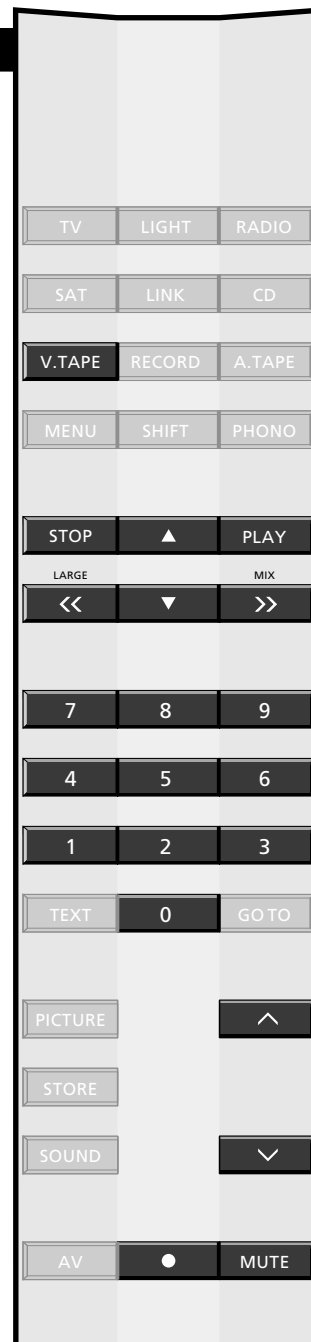 TV LIGHT RADIO
SAT LINK CD
V.TAPE RECORD A.TAPE
MENU SHIFT PHONO
STOP ▲ PLAY
LARGE MIX
<< ▼ >>
7 8 9
4 5 6
1 2 3
TEXT 0 GO TO
PICTURE
STORE
SOUND
AV ● MUTE